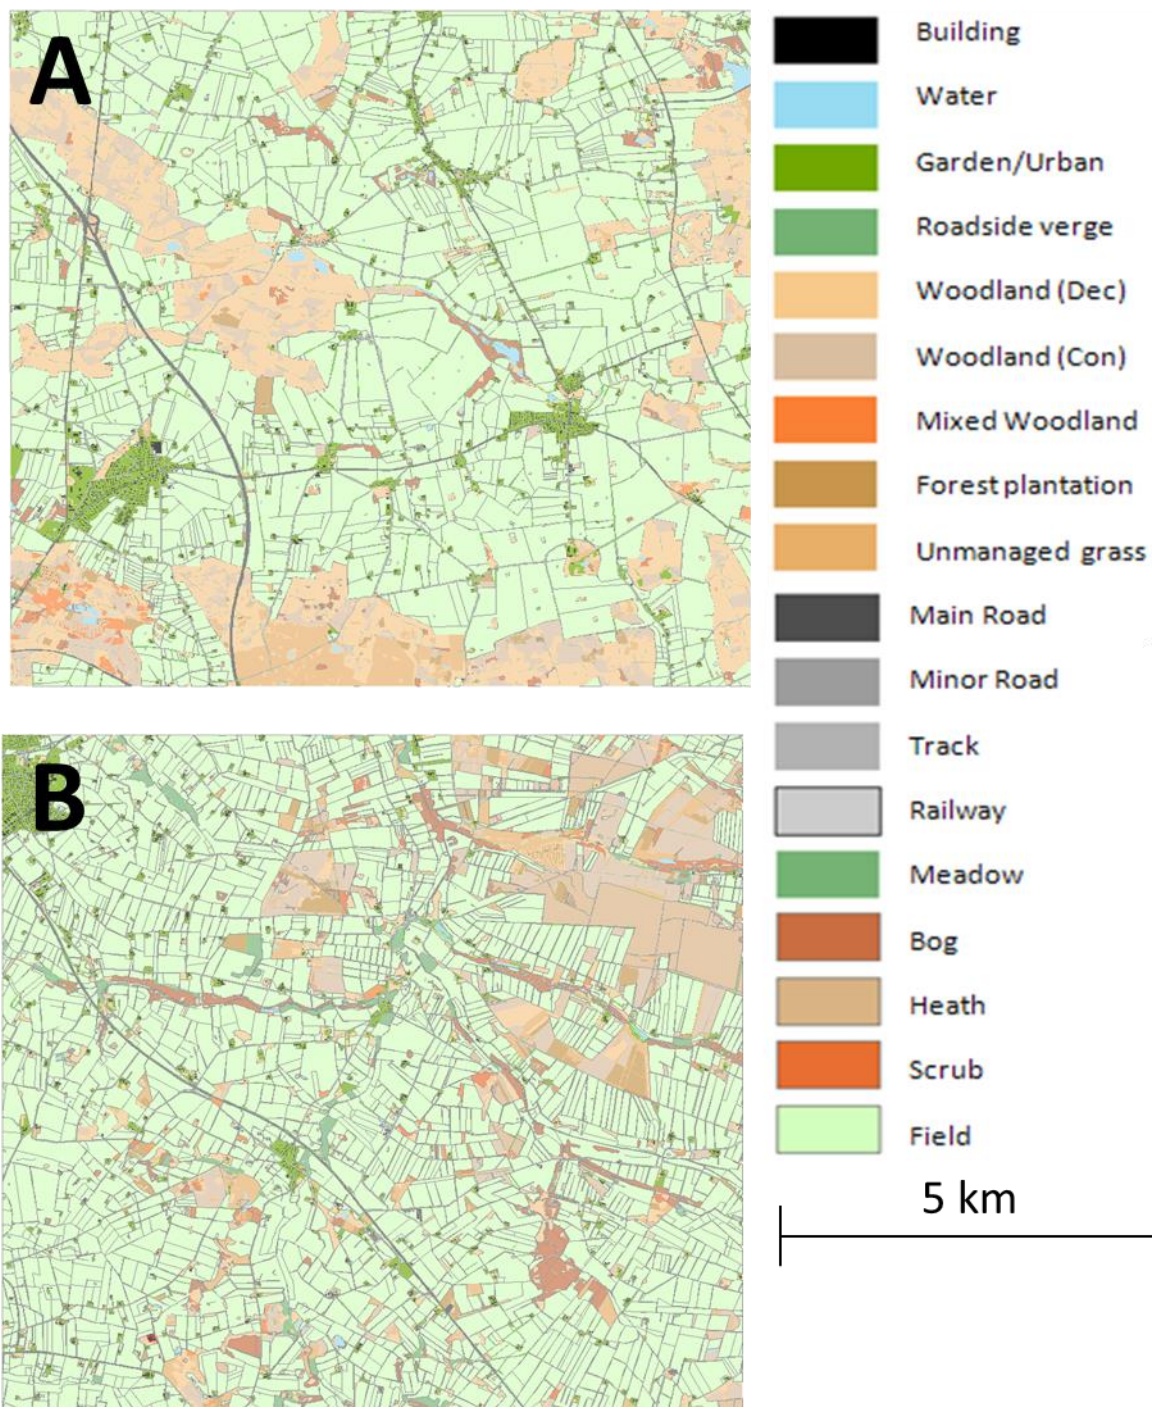 A
B
Building
Water
Garden/Urban
Roadside verge
Woodland (Dec)
Woodland (Con)
Mixed Woodland
Forest plantation
Unmanaged grass
Main Road
Minor Road
Track
Railway
Meadow
Bog
Heath
Scrub
Field
5 km